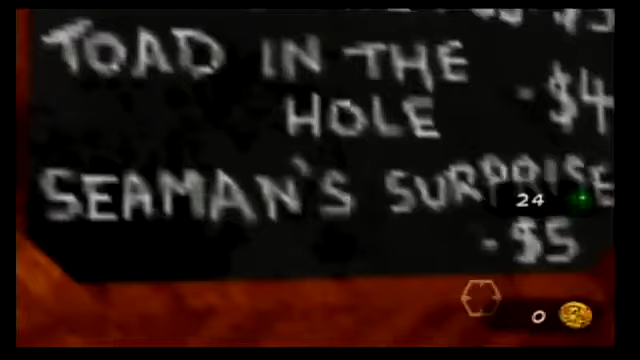 TOAD IN THE
HOLE - $4
SEAMAN'S SURPRISE
- $5
24
0